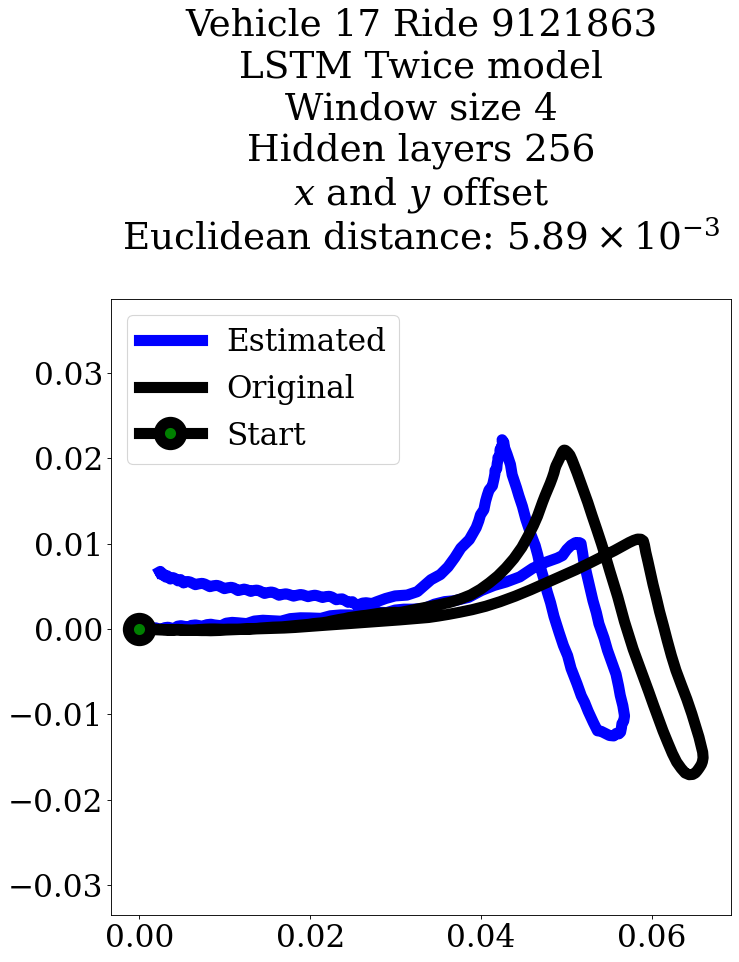 Vehicle 17 Ride 9121863
LSTM Twice model
Window size 4
Hidden layers 256
x and y offset
Euclidean distance: 5.89 × 10⁻³
Estimated
Original
Start
0.03
0.02
0.01
0.00
−0.01
−0.02
−0.03
0.00 0.02 0.04 0.06